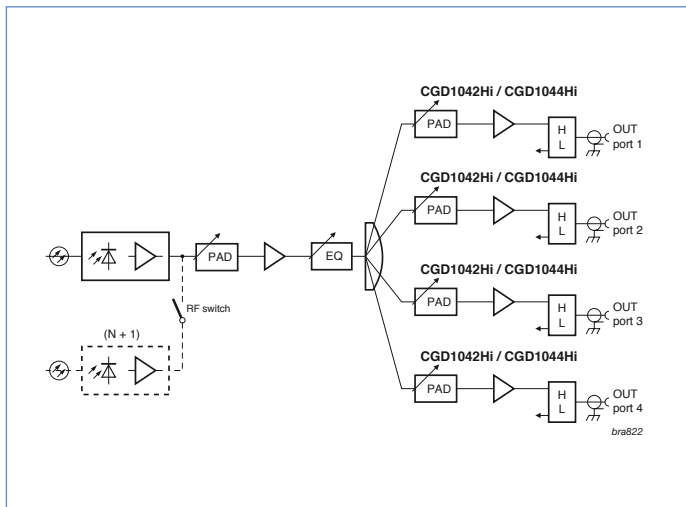 CGD1042Hi / CGD1044Hi
PAD
H
L
OUT
port 1
CGD1042Hi / CGD1044Hi
PAD
H
L
OUT
port 2
PAD
EQ
RF switch
(N + 1)
CGD1042Hi / CGD1044Hi
PAD
H
L
OUT
port 3
CGD1042Hi / CGD1044Hi
PAD
H
L
OUT
port 4
bra822